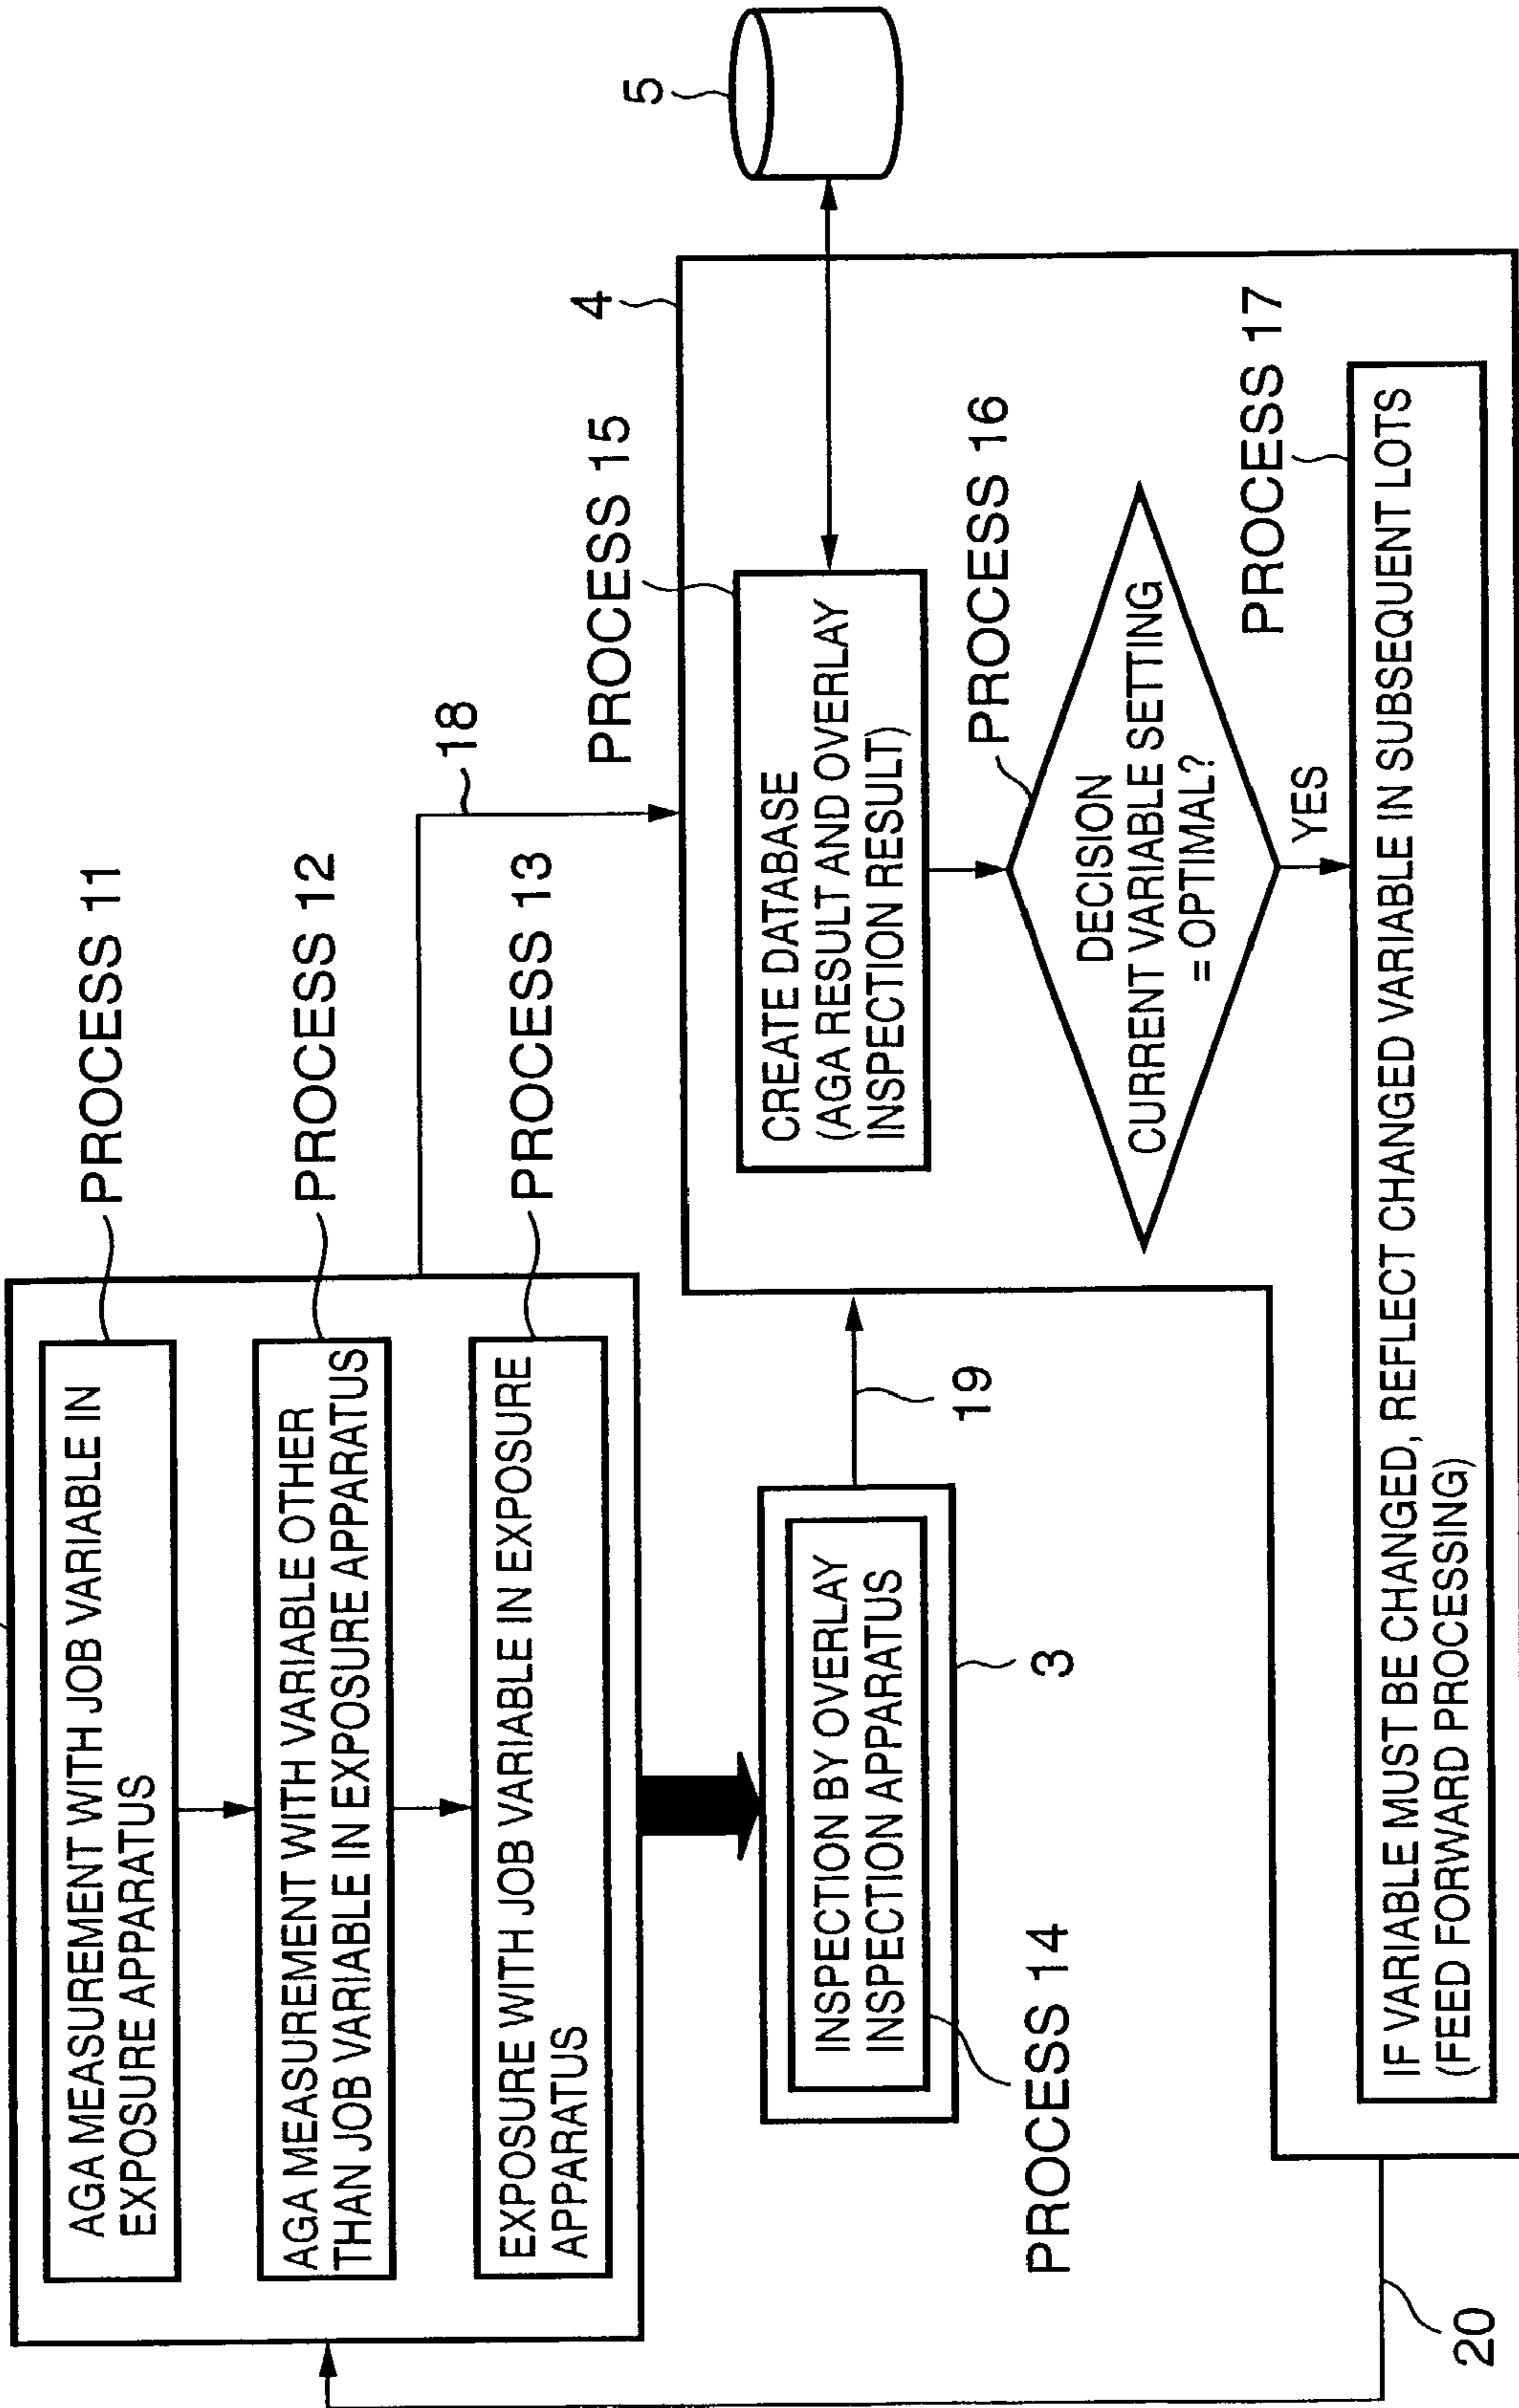 PROCESS 11
AGA MEASUREMENT WITH JOB VARIABLE IN
EXPOSURE APPARATUS
PROCESS 12
AGA MEASUREMENT WITH VARIABLE OTHER
THAN JOB VARIABLE IN EXPOSURE APPARATUS
PROCESS 13
EXPOSURE WITH JOB VARIABLE IN EXPOSURE
APPARATUS
18
INSPECTION BY OVERLAY
INSPECTION APPARATUS
3
PROCESS 14
19
4
5
PROCESS 15
CREATE DATABASE
(AGA RESULT AND OVERLAY
INSPECTION RESULT)
PROCESS 16
DECISION
CURRENT VARIABLE SETTING
= OPTIMAL?
YES
PROCESS 17
IF VARIABLE MUST BE CHANGED, REFLECT CHANGED VARIABLE IN SUBSEQUENT LOTS
(FEED FORWARD PROCESSING)
20